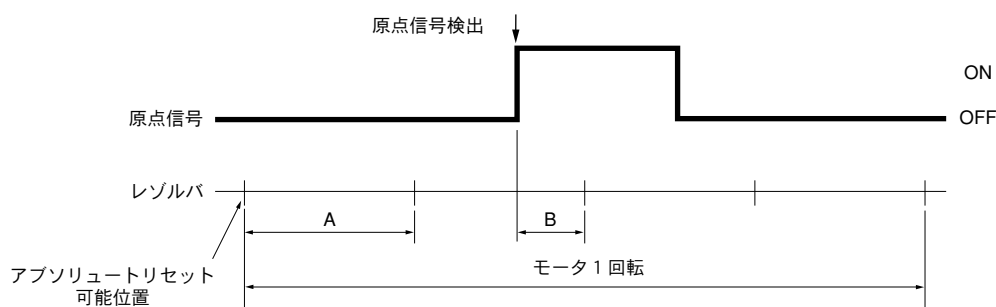 原点信号検出
ON
原点信号
OFF
レゾルバ
A
B
アブソリュートリセット
可能位置
モータ１回転